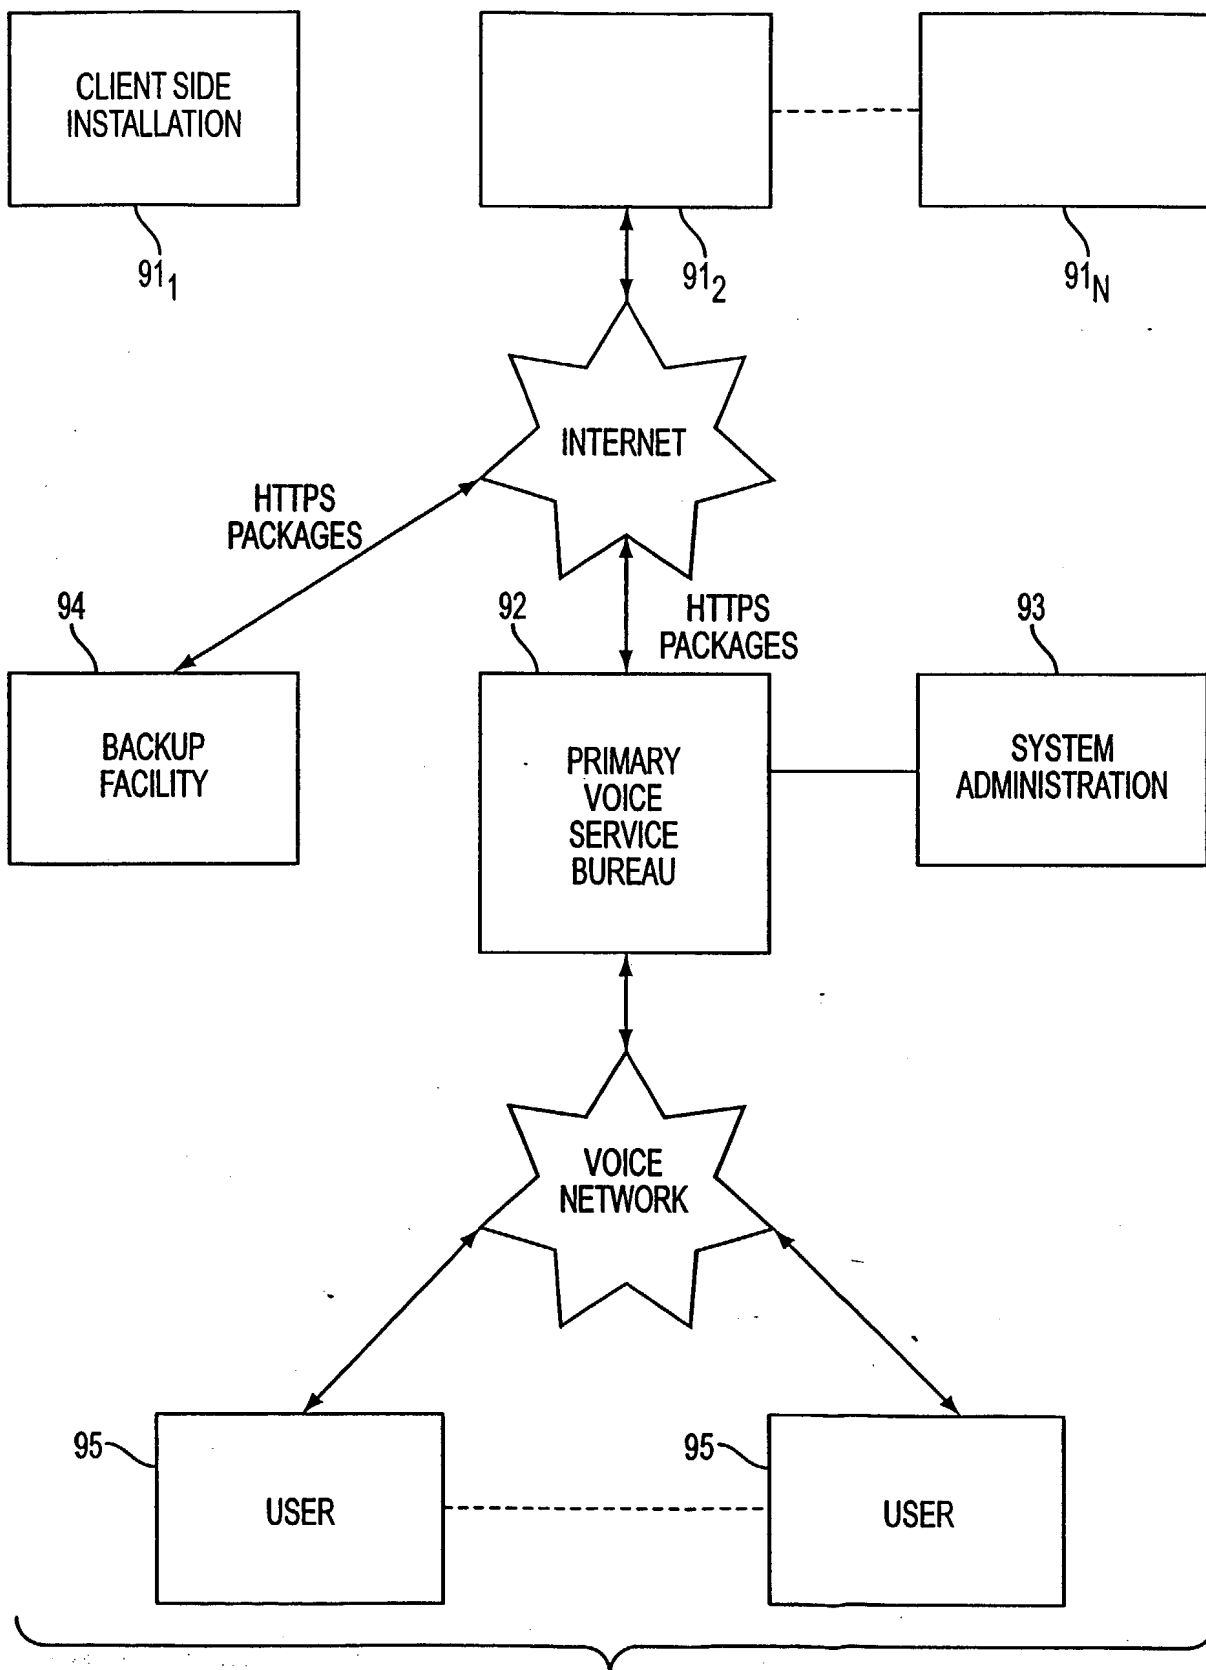 CLIENT SIDE
INSTALLATION
91₁
91₂
91N
INTERNET
HTTPS
PACKAGES
HTTPS
PACKAGES
94
92
93
BACKUP
FACILITY
PRIMARY
VOICE
SERVICE
BUREAU
SYSTEM
ADMINISTRATION
VOICE
NETWORK
95
USER
95
USER